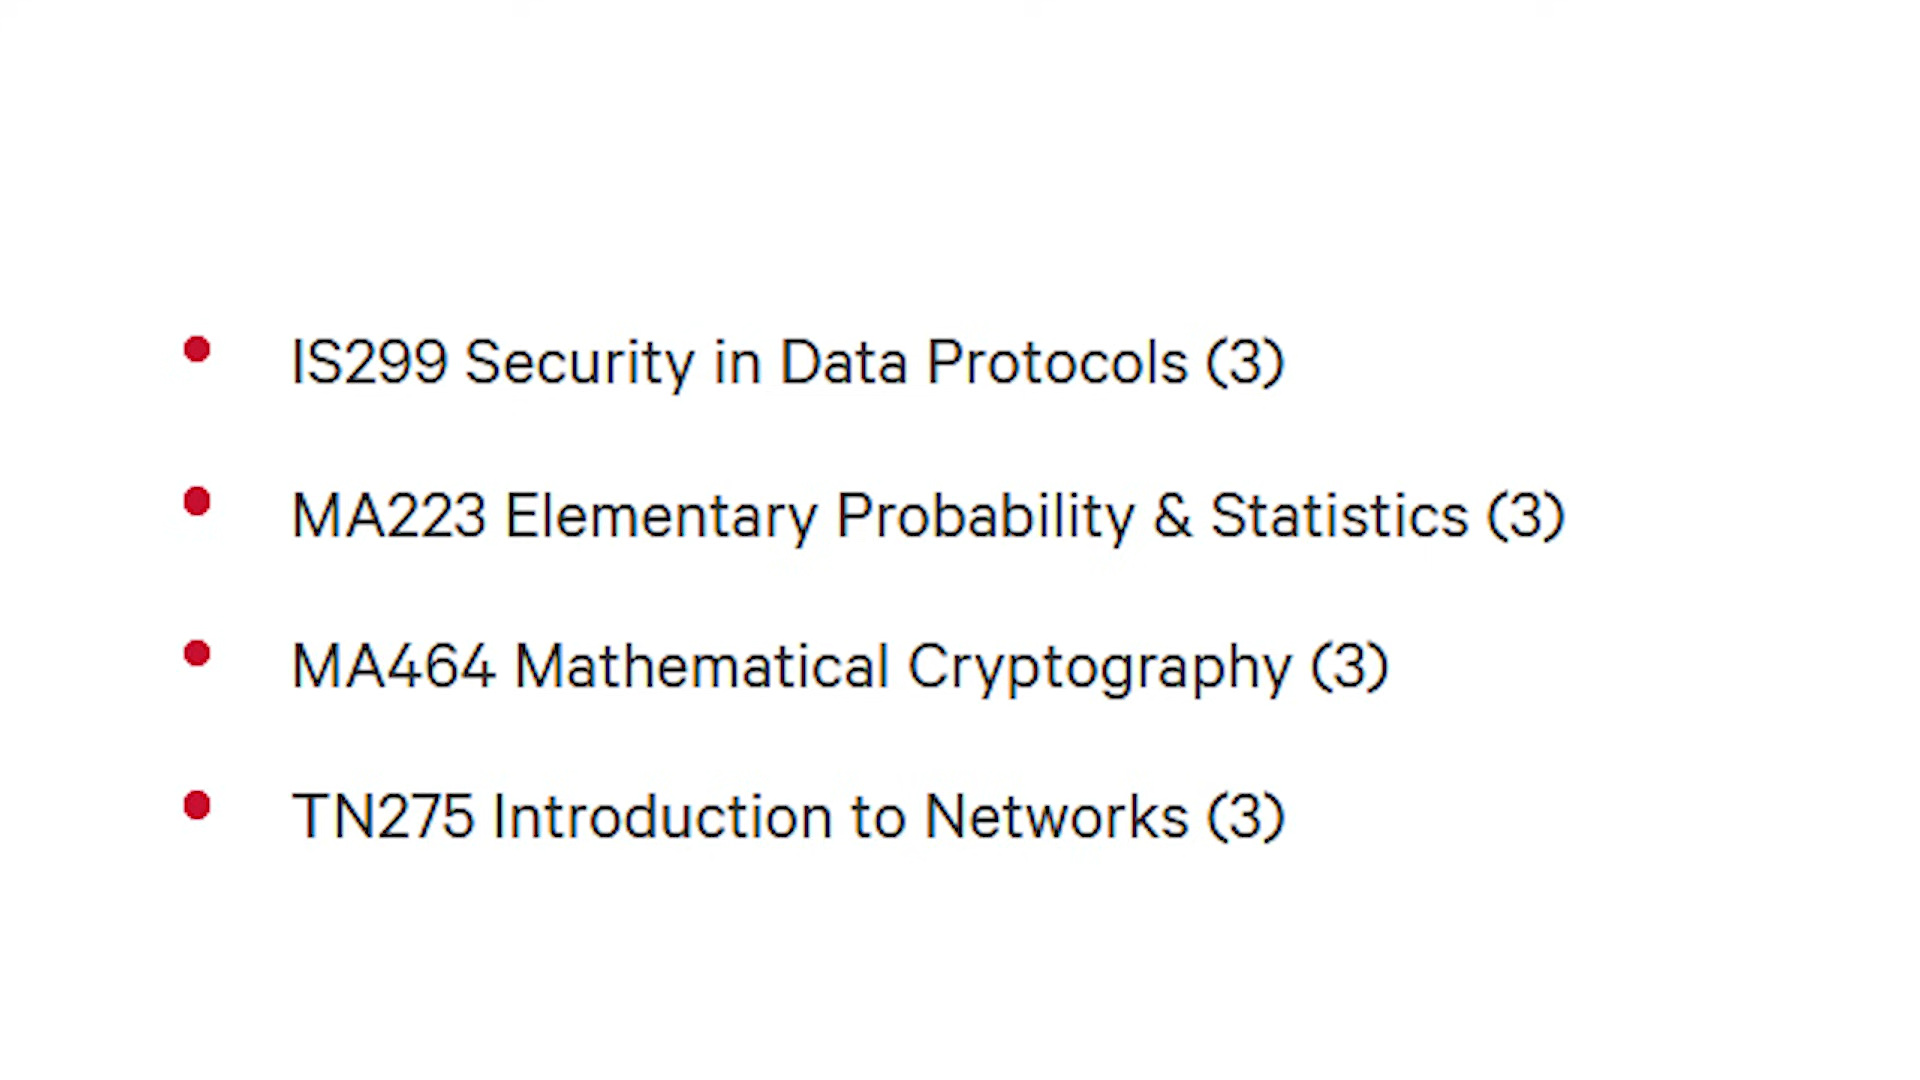 IS299 Security in Data Protocols (3)
MA223 Elementary Probability & Statistics (3)
MA464 Mathematical Cryptography (3)
TN275 Introduction to Networks (3)